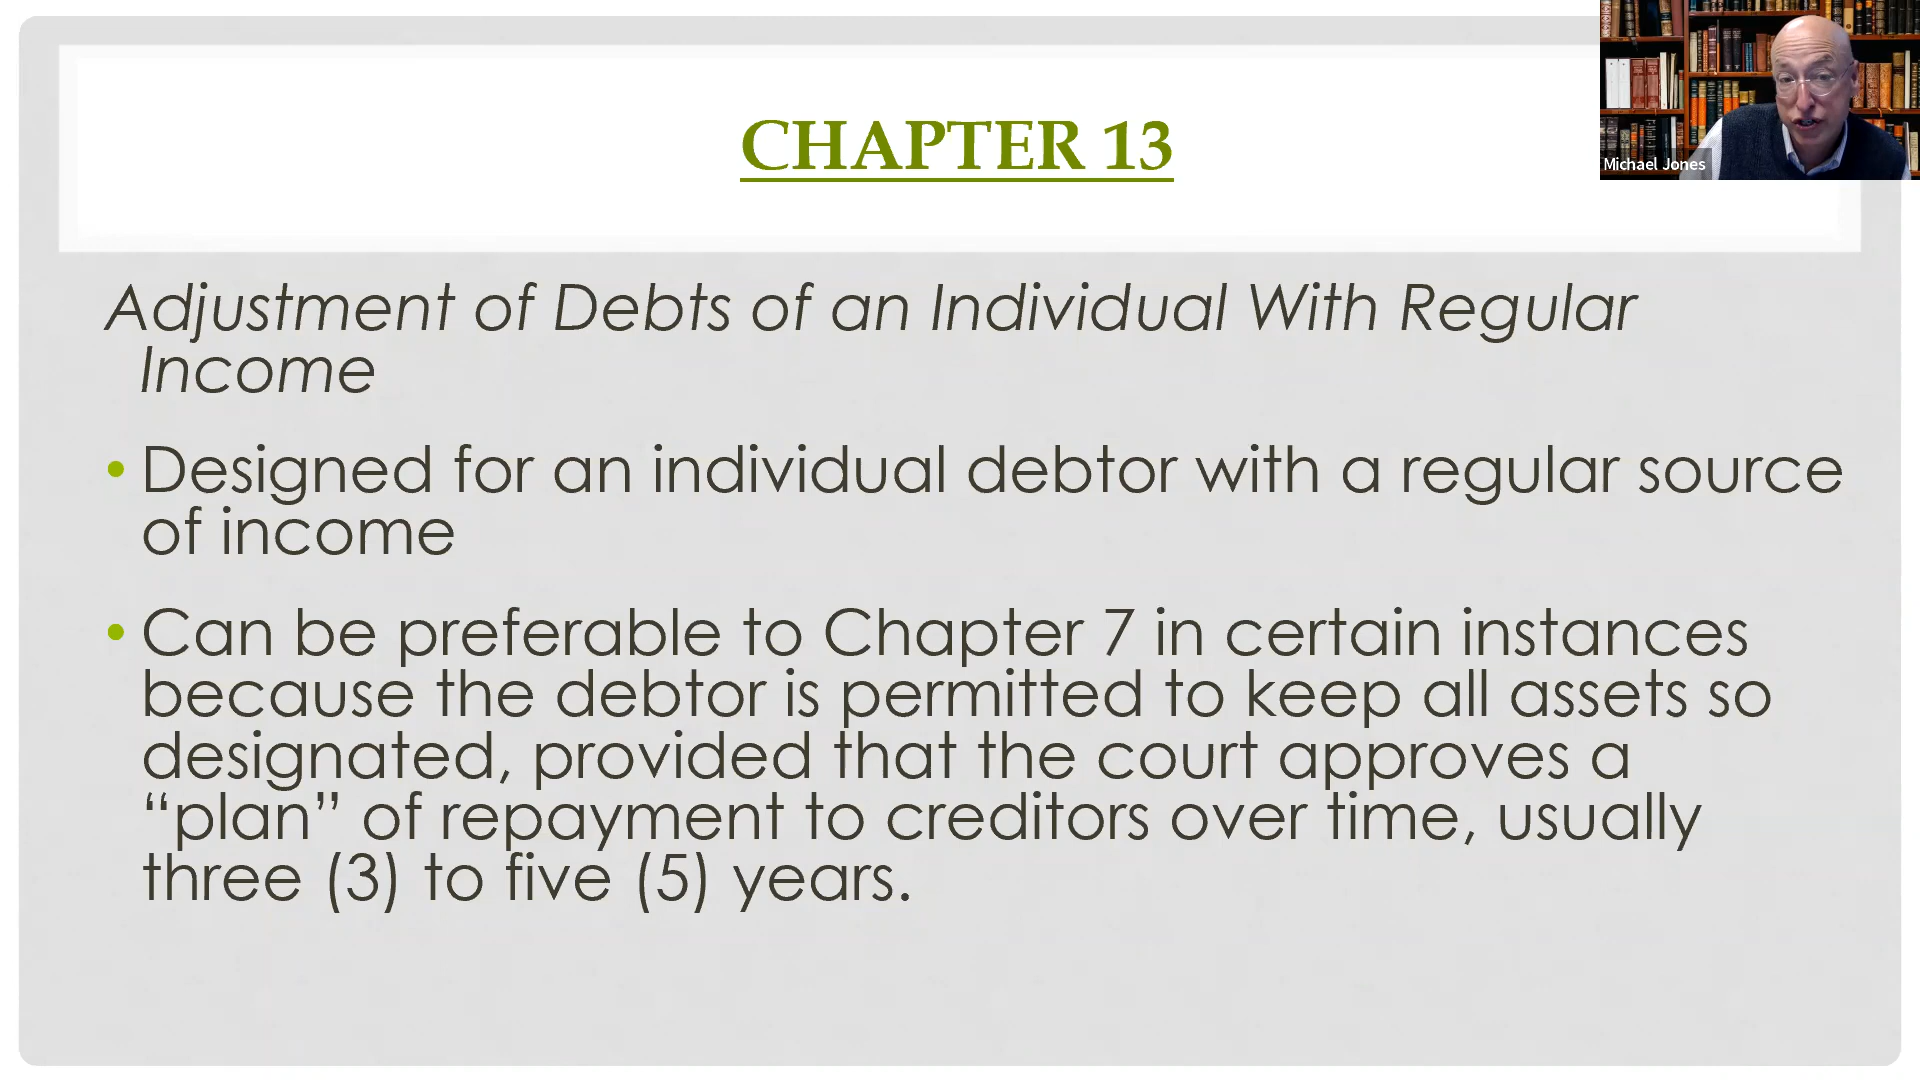 CHAPTER 13
Michael Jones
Adjustment of Debts of an Individual With Regular
Income
• Designed for an individual debtor with a regular source
of income
• Can be preferable to Chapter 7 in certain instances
because the debtor is permitted to keep all assets so
designated, provided that the court approves a
“plan” of repayment to creditors over time, usually
three (3) to five (5) years.